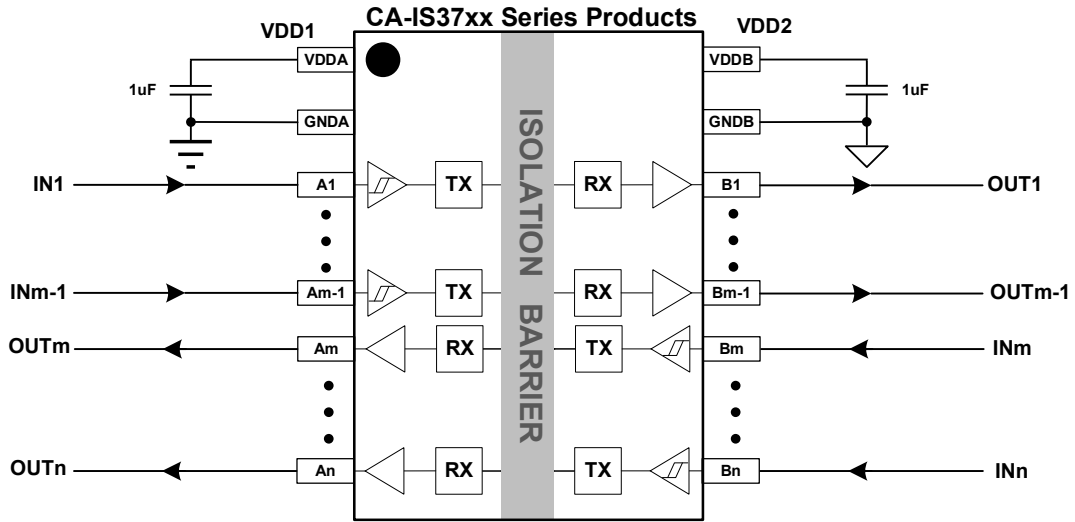 CA-IS37xx Series Products
VDD1
VDD2
VDDA
VDDB
1uF
1uF
GNDA
GNDB
ISOLATION BARRIER
IN1
A1
TX
RX
B1
OUT1
INm-1
Am-1
TX
RX
Bm-1
OUTm-1
OUTm
Am
RX
TX
Bm
INm
OUTn
An
RX
TX
Bn
INn